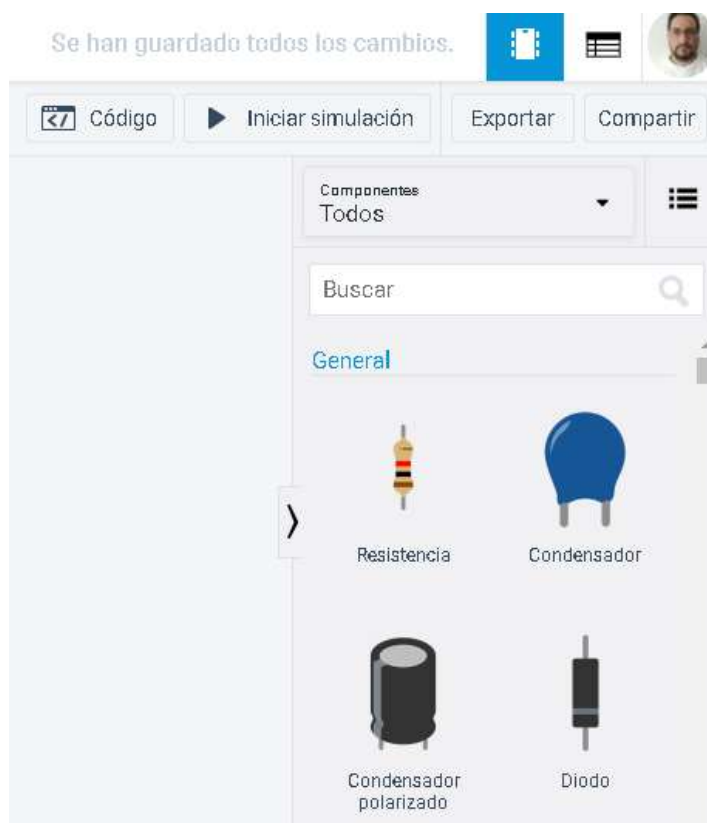 Se han guardado todos los cambios.
Código
Iniciar simulación
Exportar
Compartir
Componentes
Todos
Buscar
General
Resistencia
Condensador
Condensador
polarizado
Diodo